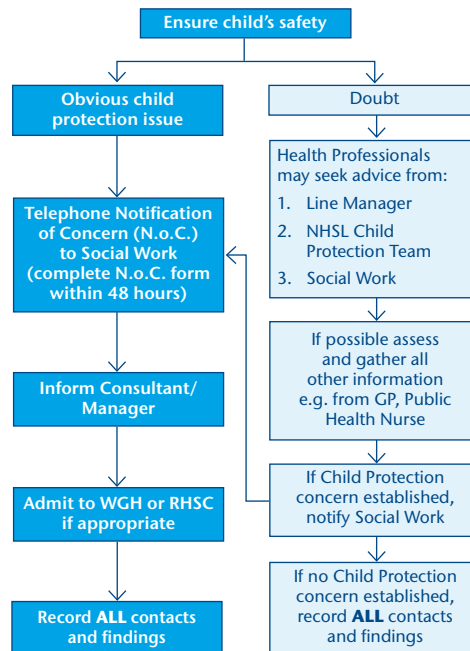 Ensure child's safety
Obvious child
protection issue
Telephone Notification
of Concern (N.o.C.)
to Social Work
(complete N.o.C. form
within 48 hours)
Inform Consultant/
Manager
Admit to WGH or RHSC
if appropriate
Record ALL contacts
and findings
Doubt
Health Professionals
may seek advice from:
1. Line Manager
2. NHSL Child
Protection Team
3. Social Work
If possible assess
and gather all
other information
e.g. from GP, Public
Health Nurse
If Child Protection
concern established,
notify Social Work
If no Child Protection
concern established,
record ALL contacts
and findings